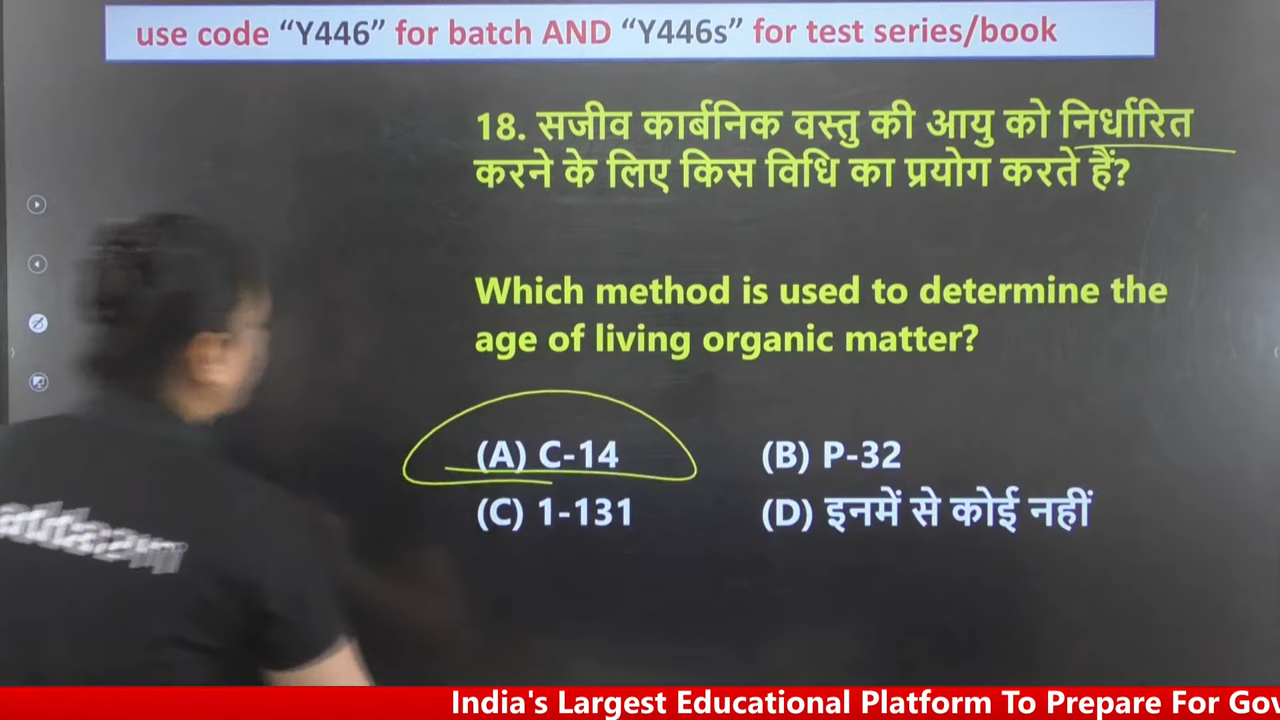 use code “Y446” for batch AND “Y446s” for test series/book
18. सजीव कार्बनिक वस्तु की आयु को निर्धारित
करने के लिए किस विधि का प्रयोग करते हैं?
Which method is used to determine the
age of living organic matter?
(A) C-14 (B) P-32
(C) 1-131 (D) इनमें से कोई नहीं
India's Largest Educational Platform To Prepare For Gov